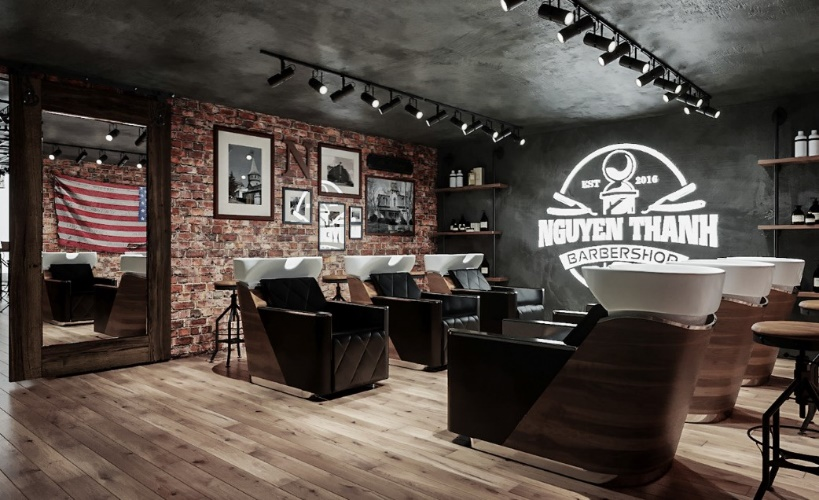 N
EST 2016
NGUYEN THANH
BARBERSHOP